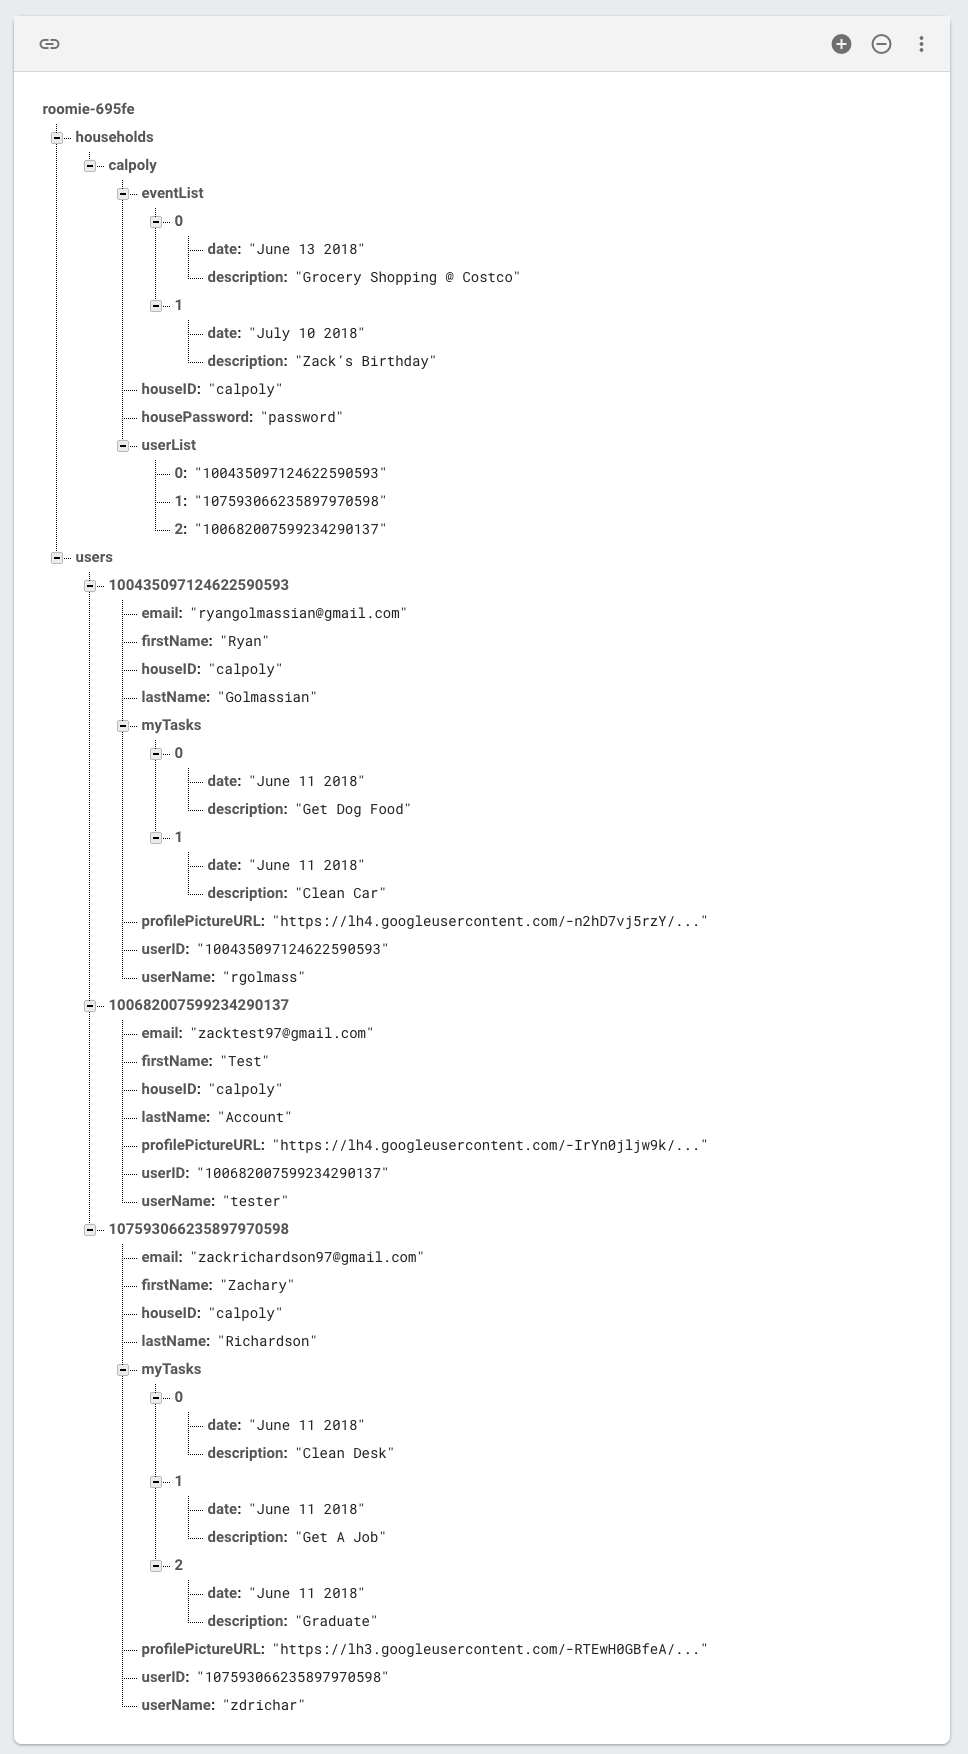 roomie-695fe
households
calpoly
eventList
0
date: "June 13 2018"
description: "Grocery Shopping @ Costco"
1
date: "July 10 2018"
description: "Zack's Birthday"
houseID: "calpoly"
housePassword: "password"
userList
0: "100435097124622590593"
1: "107593066235897970598"
2: "100682007599234290137"
users
100435097124622590593
email: "ryangolmassian@gmail.com"
firstName: "Ryan"
houseID: "calpoly"
lastName: "Golmassian"
myTasks
0
date: "June 11 2018"
description: "Get Dog Food"
1
date: "June 11 2018"
description: "Clean Car"
profilePictureURL: "https://lh4.googleusercontent.com/-n2hD7vj5rzY/..."
userID: "100435097124622590593"
userName: "rgolmass"
100682007599234290137
email: "zacktest97@gmail.com"
firstName: "Test"
houseID: "calpoly"
lastName: "Account"
profilePictureURL: "https://lh4.googleusercontent.com/-IrYn0jljw9k/..."
userID: "100682007599234290137"
userName: "tester"
107593066235897970598
email: "zackrichardson97@gmail.com"
firstName: "Zachary"
houseID: "calpoly"
lastName: "Richardson"
myTasks
0
date: "June 11 2018"
description: "Clean Desk"
1
date: "June 11 2018"
description: "Get A Job"
2
date: "June 11 2018"
description: "Graduate"
profilePictureURL: "https://lh3.googleusercontent.com/-RTEwH0GBfeA/..."
userID: "107593066235897970598"
userName: "zdrichar"